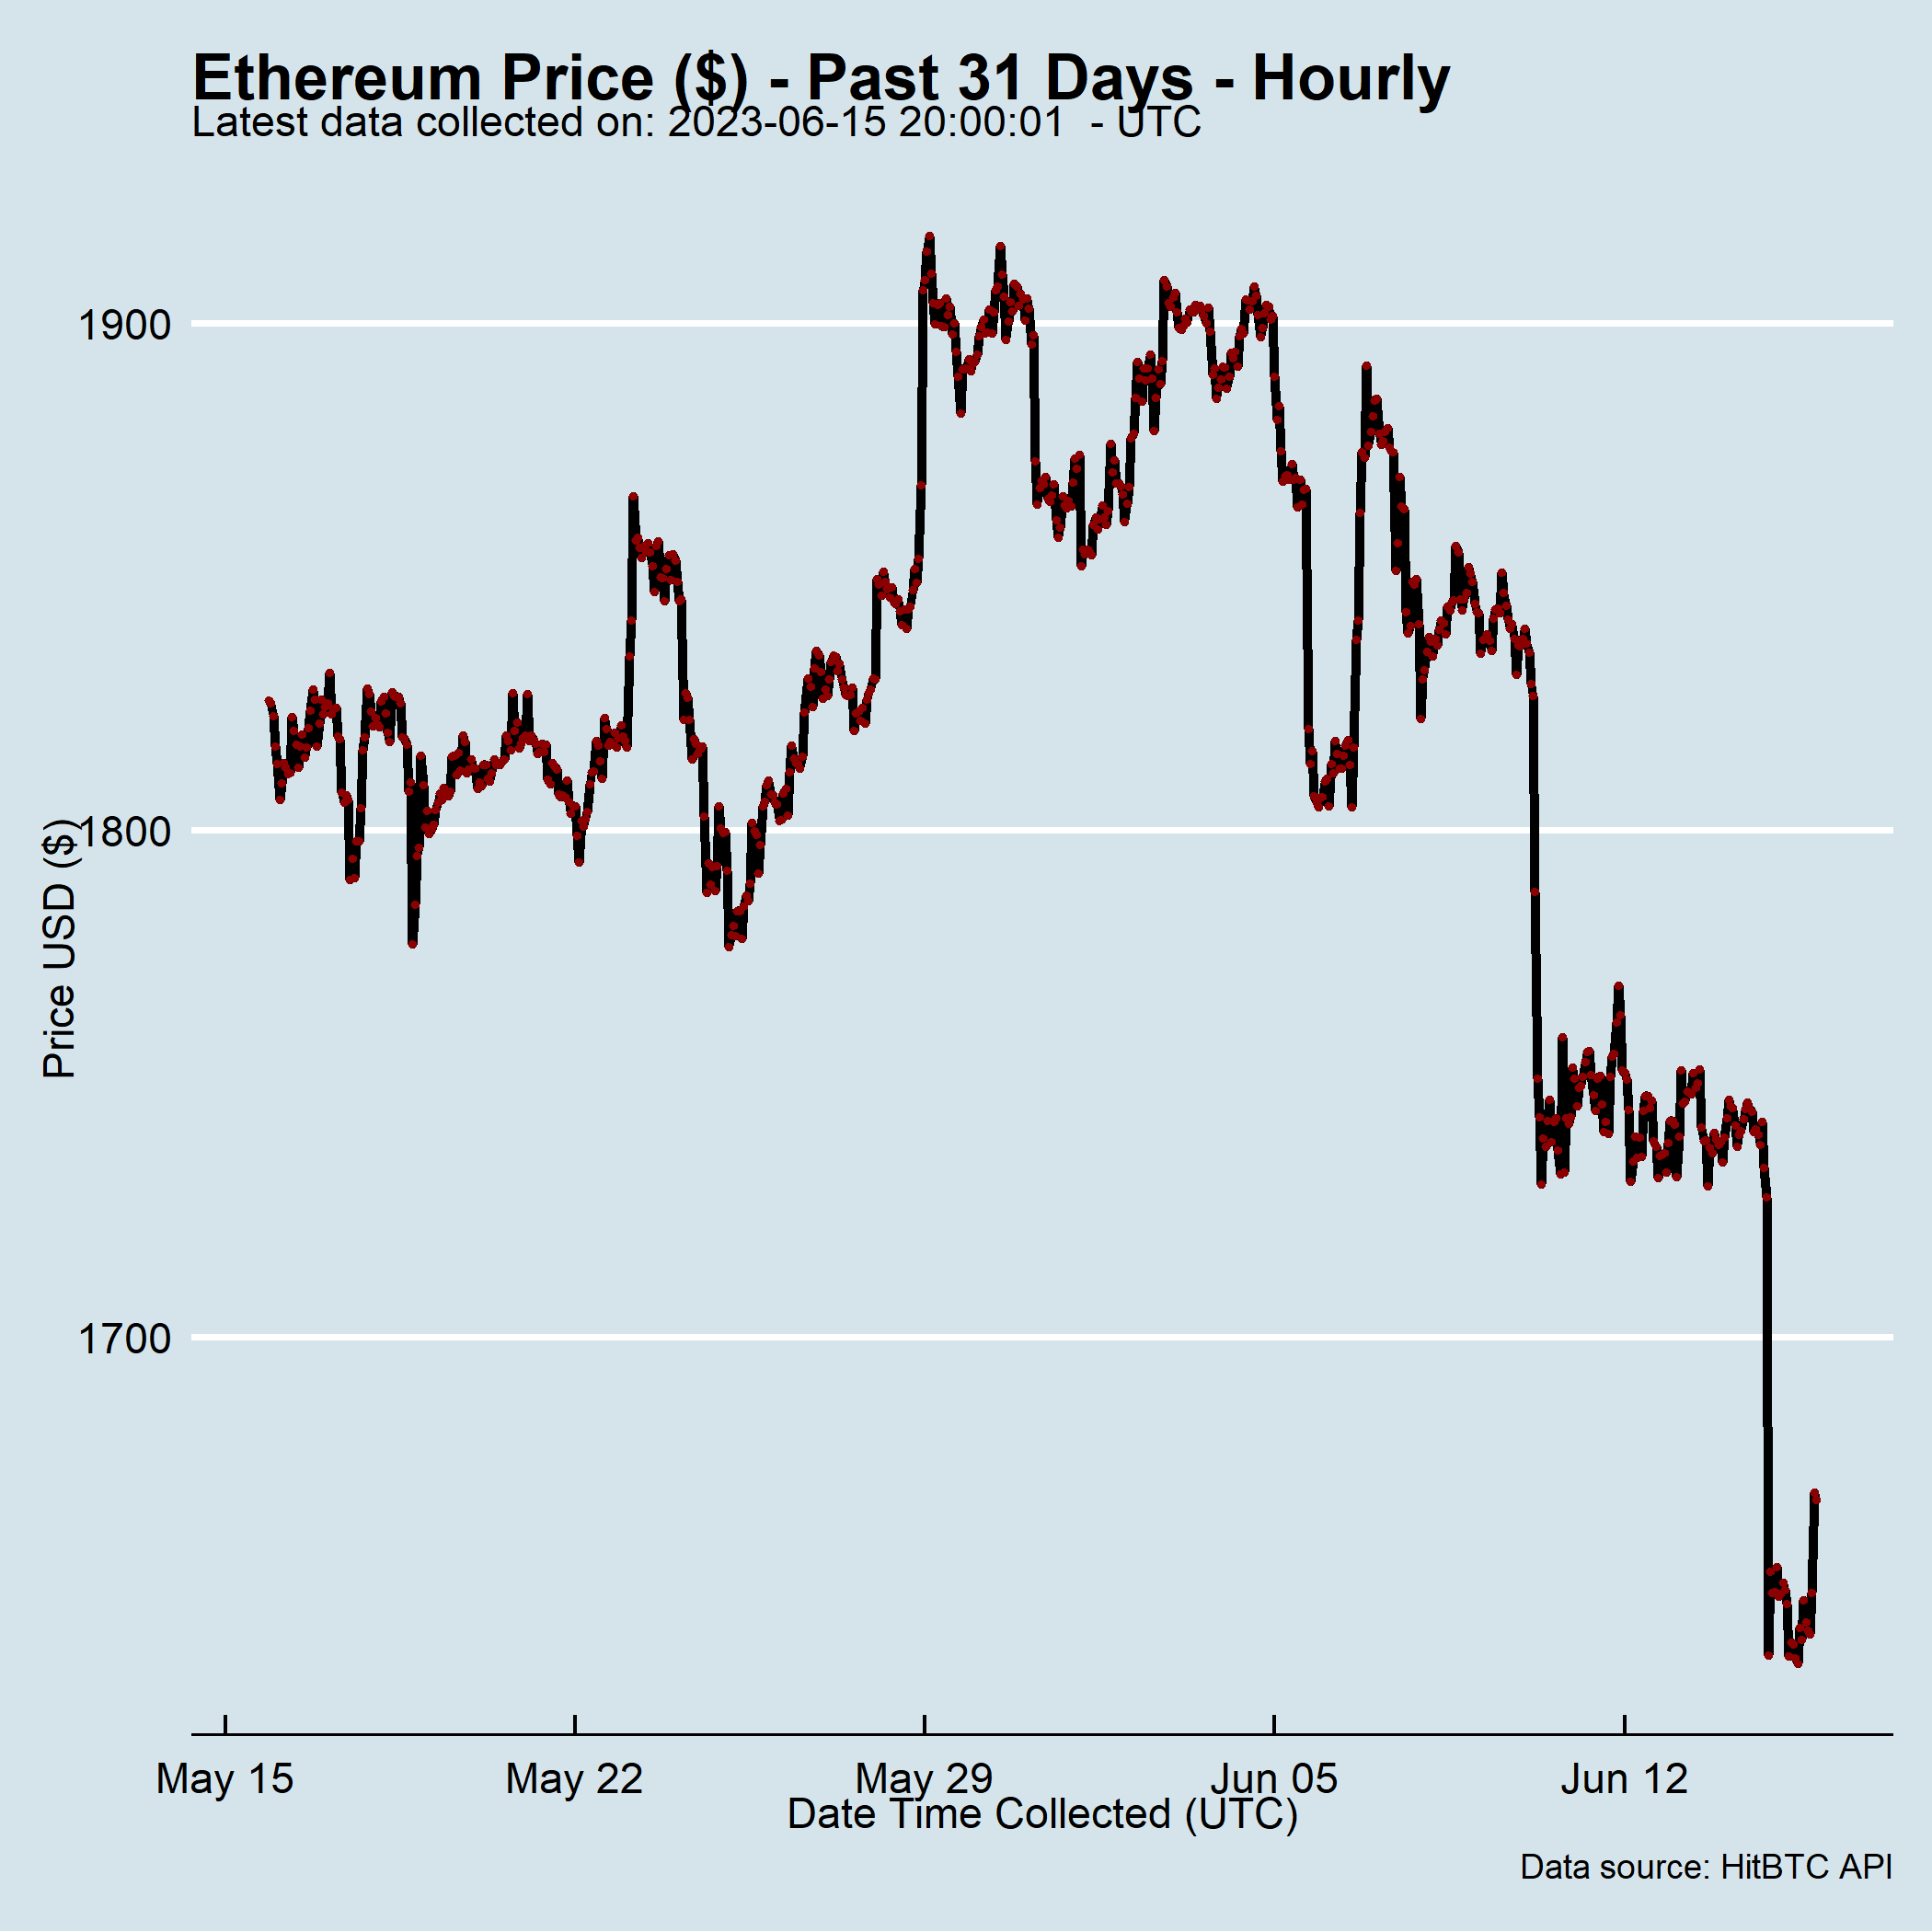 Ethereum Price ($) - Past 31 Days - Hourly
Latest data collected on: 2023-06-15 20:00:01  - UTC
1900
1800
1700
Price USD ($)
May 15
May 22
May 29
Jun 05
Jun 12
Date Time Collected (UTC)
Data source: HitBTC API